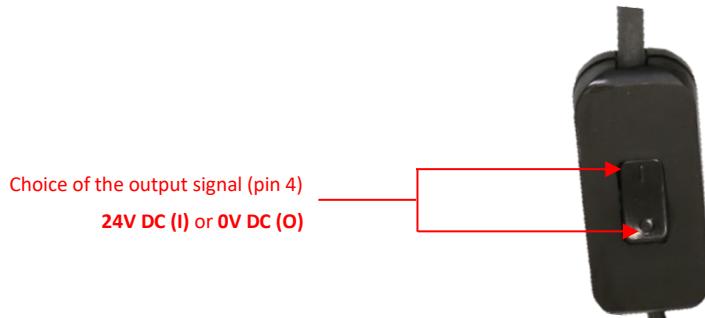 Choice of the output signal (pin 4)
24V DC (I) or 0V DC (O)